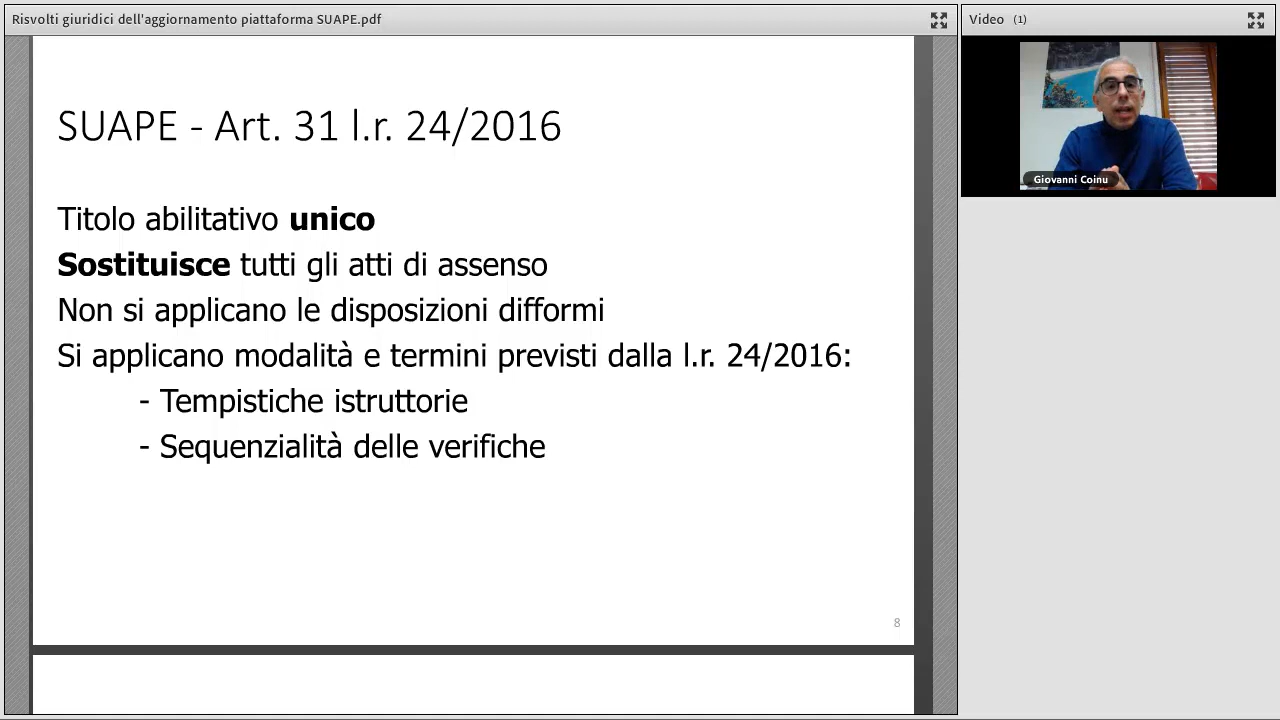 Risvolti giuridici dell'aggiornamento piattaforma SUAPE.pdf
Video (1)
SUAPE - Art. 31 l.r. 24/2016
Titolo abilitativo unico
Sostituisce tutti gli atti di assenso
Non si applicano le disposizioni difformi
Si applicano modalità e termini previsti dalla l.r. 24/2016:
- Tempistiche istruttorie
- Sequenzialità delle verifiche
8
Giovanni Coinu